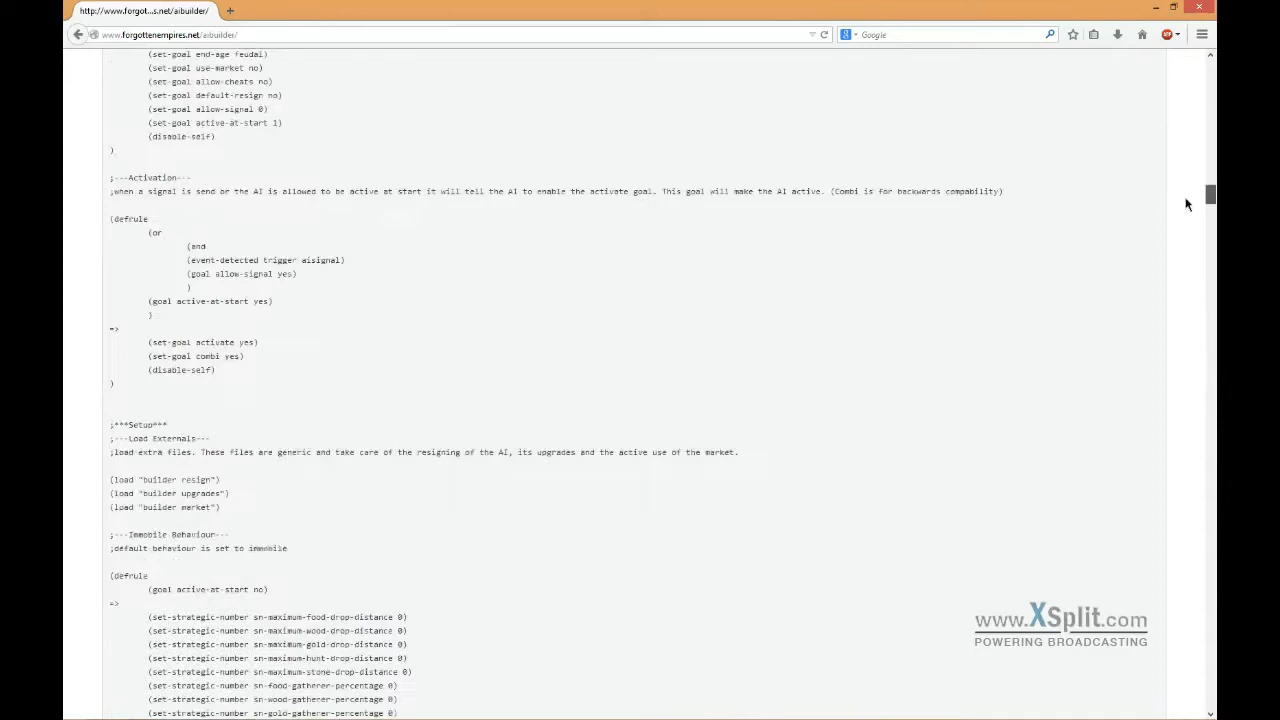 http://www.forgot...s.net/aibuilder/
www.forgottenempires.net/aibuilder/
Google
(set-goal end-age feudal)
(set-goal use-market no)
(set-goal allow-cheats no)
(set-goal default-resign no)
(set-goal allow-signal 0)
(set-goal active-at-start 1)
(disable-self)
)
;---Activation---
;when a signal is send or the AI is allowed to be active at start it will tell the AI to enable the activate goal. This goal will make the AI active. (Combi is for backwards compability)
(defrule
(or
(and
(event-detected trigger aisignal)
(goal allow-signal yes)
)
(goal active-at-start yes)
)
=>
(set-goal activate yes)
(set-goal combi yes)
(disable-self)
)
;***Setup***
;---Load Externals---
;load extra files. These files are generic and take care of the resigning of the AI, its upgrades and the active use of the market.
(load "builder resign")
(load "builder upgrades")
(load "builder market")
;---Immobile Behaviour---
;default behaviour is set to immobile
(defrule
(goal active-at-start no)
=>
(set-strategic-number sn-maximum-food-drop-distance 0)
(set-strategic-number sn-maximum-wood-drop-distance 0)
(set-strategic-number sn-maximum-gold-drop-distance 0)
(set-strategic-number sn-maximum-hunt-drop-distance 0)
(set-strategic-number sn-maximum-stone-drop-distance 0)
(set-strategic-number sn-food-gatherer-percentage 0)
(set-strategic-number sn-wood-gatherer-percentage 0)
(set-strategic-number sn-gold-gatherer-percentage 0)
www.XSplit.com
POWERING BROADCASTING